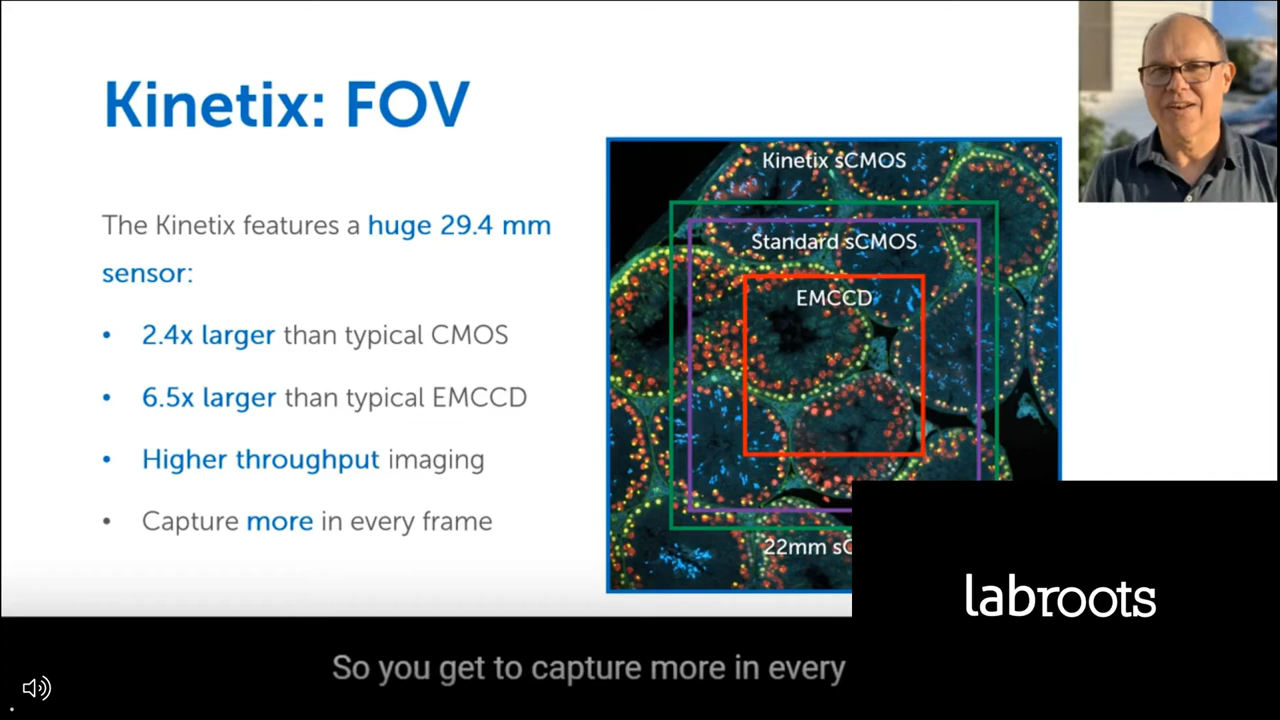 Kinetix: FOV
The Kinetix features a huge 29.4 mm
sensor:
• 2.4x larger than typical CMOS
• 6.5x larger than typical EMCCD
• Higher throughput imaging
• Capture more in every frame
Kinetix sCMOS
Standard sCMOS
EMCCD
22mm
labroots
So you get to capture more in every